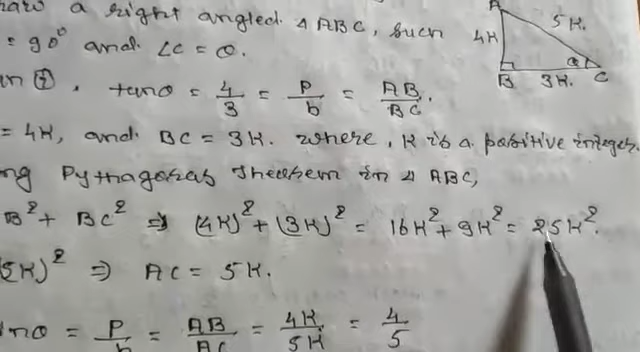 draw a right angled △ ABC, such
= 90° and ∠C = θ.
A
4K
5K.
θ
B 3K. C
in ①, tanθ = 4/3 = P/b = AB/BC.
= 4K, and BC = 3K. where, K is a positive integer.
ng Pythagoras Theorem in △ ABC,
B² + BC² ⇒ (4K)² + (3K)² = 16K² + 9K² = 25K².
5K)² ⇒ AC = 5K.
inθ = P/h = AB/AC = 4K/5K = 4/5